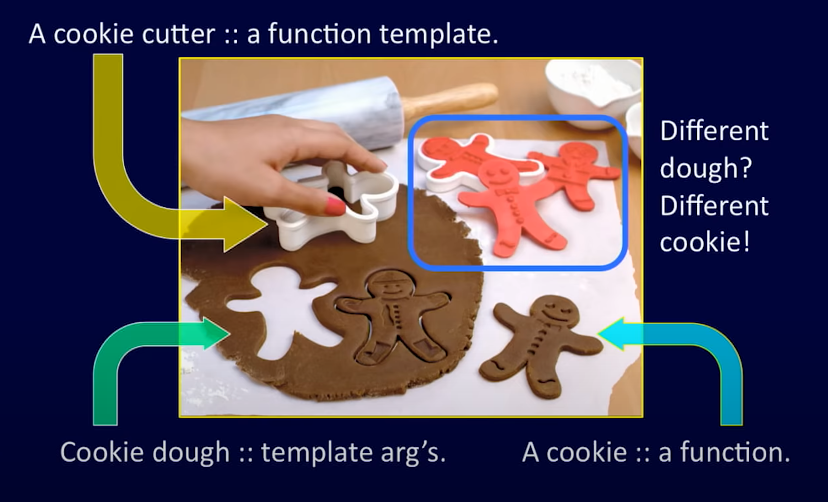 A cookie cutter :: a function template.
Different
dough?
Different
cookie!
Cookie dough :: template arg's.
A cookie :: a function.